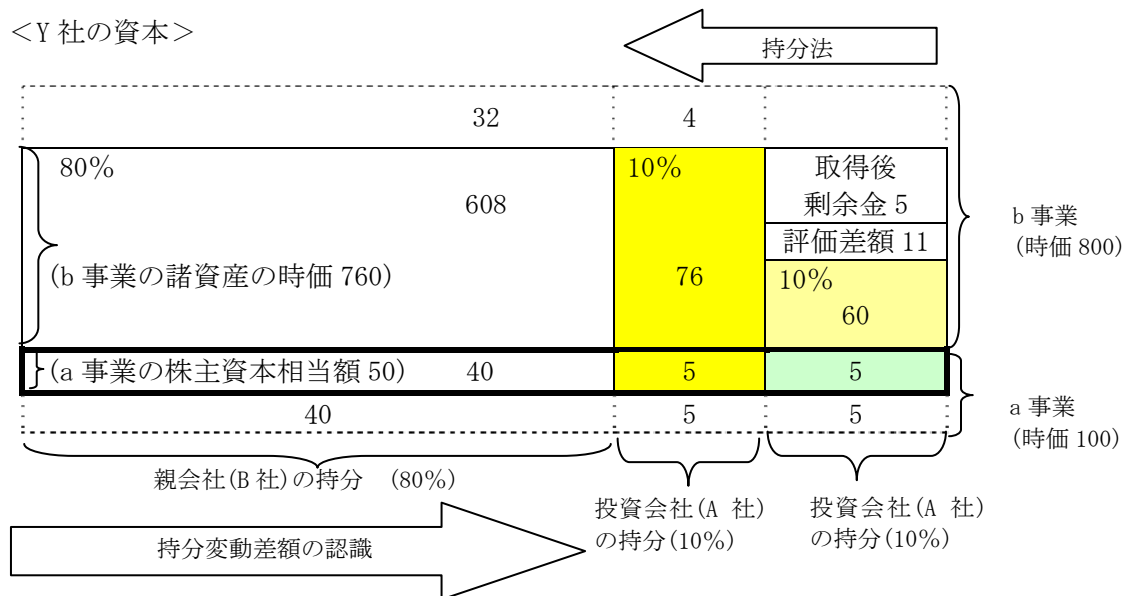 <Y 社の資本>
持分法
32
4
80%
10%
取得後
剰余金 5
608
評価差額 11
b 事業
(時価 800)
(b 事業の諸資産の時価 760)
76
10%
60
(a 事業の株主資本相当額 50)
40
5
5
40
5
5
a 事業
(時価 100)
親会社(B 社)の持分 (80%)
投資会社(A 社)
の持分(10%)
投資会社(A 社)
の持分(10%)
持分変動差額の認識